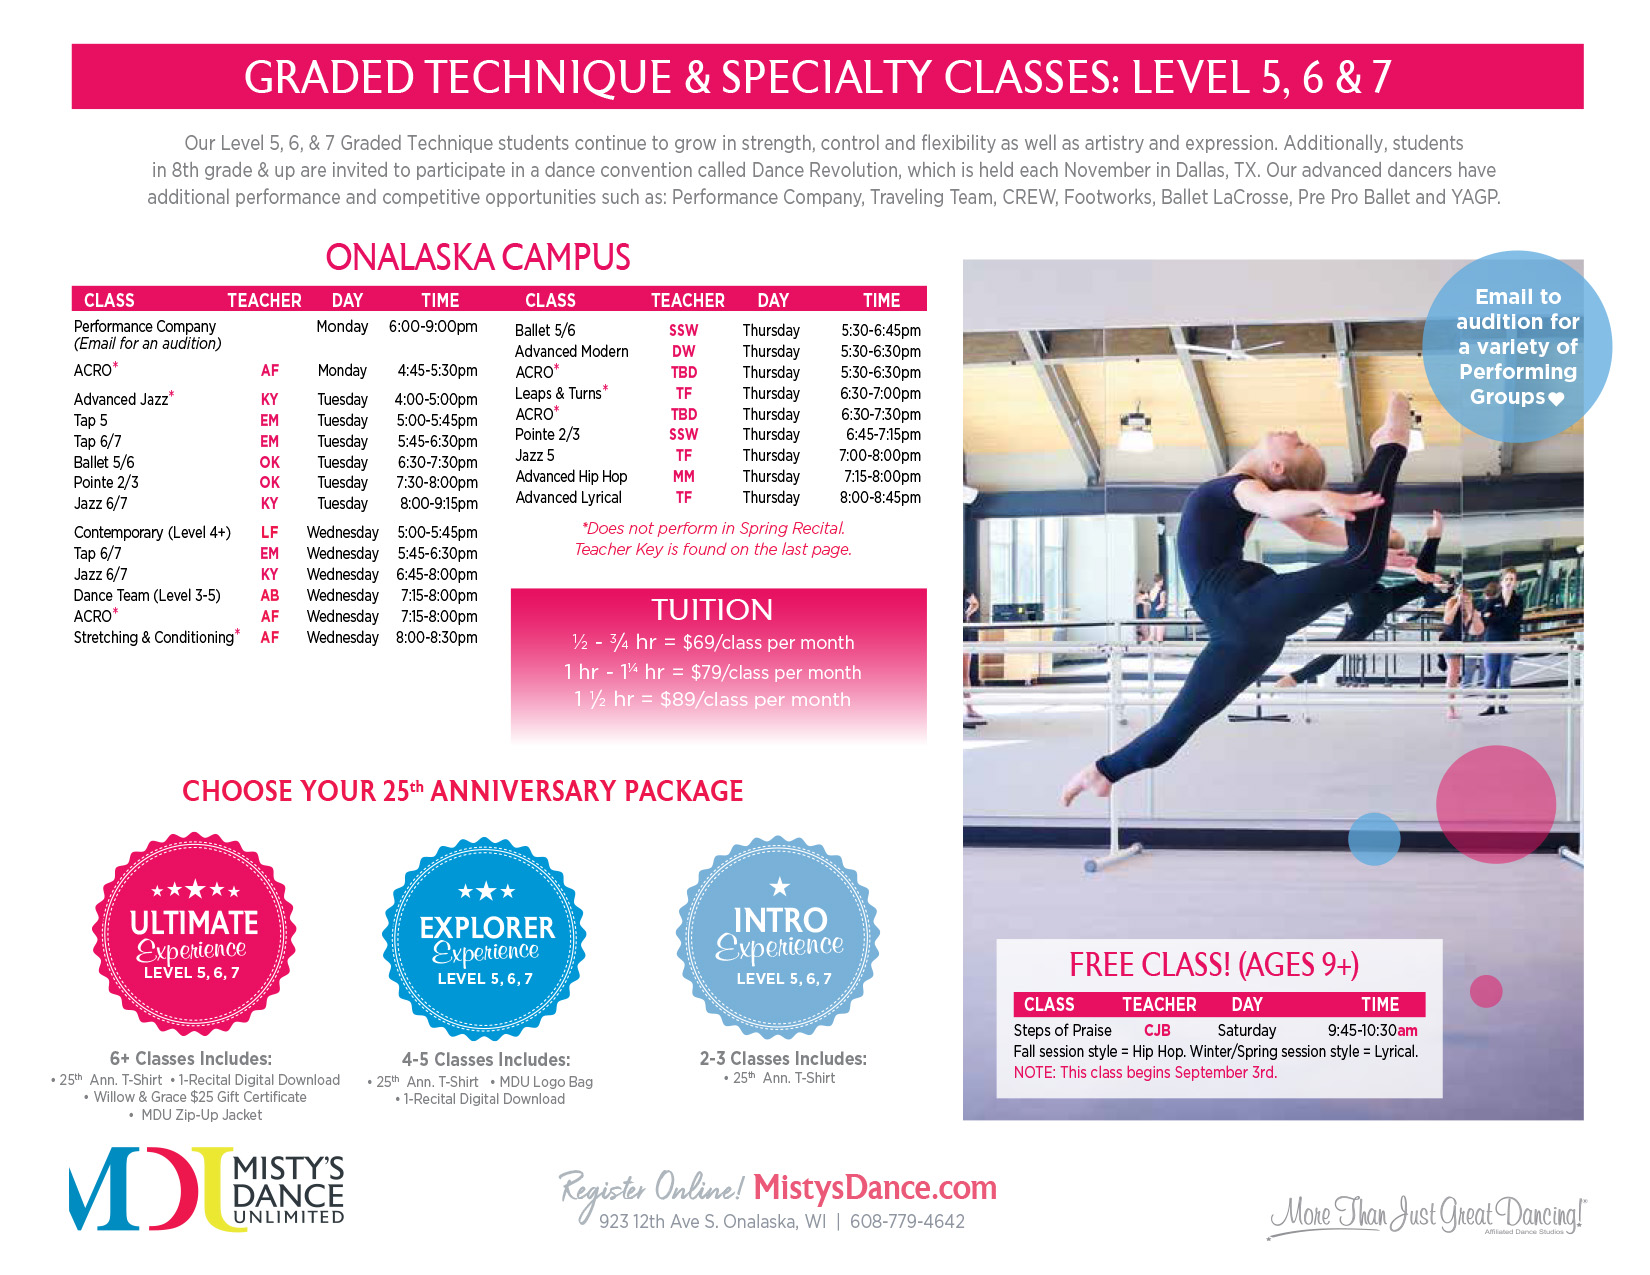 GRADED TECHNIQUE & SPECIALTY CLASSES: LEVEL 5, 6 & 7
Our Level 5, 6, & 7 Graded Technique students continue to grow in strength, control and flexibility as well as artistry and expression. Additionally, students
in 8th grade & up are invited to participate in a dance convention called Dance Revolution, which is held each November in Dallas, TX. Our advanced dancers have
additional performance and competitive opportunities such as: Performance Company, Traveling Team, CREW, Footworks, Ballet LaCrosse, Pre Pro Ballet and YAGP.
ONALASKA CAMPUS
CLASS TEACHER DAY TIME
Performance Company Monday 6:00-9:00pm
(Email for an audition)
ACRO* AF Monday 4:45-5:30pm
Advanced Jazz* KY Tuesday 4:00-5:00pm
Tap 5 EM Tuesday 5:00-5:45pm
Tap 6/7 EM Tuesday 5:45-6:30pm
Ballet 5/6 OK Tuesday 6:30-7:30pm
Pointe 2/3 OK Tuesday 7:30-8:00pm
Jazz 6/7 KY Tuesday 8:00-9:15pm
Contemporary (Level 4+) LF Wednesday 5:00-5:45pm
Tap 6/7 EM Wednesday 5:45-6:30pm
Jazz 6/7 KY Wednesday 6:45-8:00pm
Dance Team (Level 3-5) AB Wednesday 7:15-8:00pm
ACRO* AF Wednesday 7:15-8:00pm
Stretching & Conditioning* AF Wednesday 8:00-8:30pm
CLASS TEACHER DAY TIME
Ballet 5/6 SSW Thursday 5:30-6:45pm
Advanced Modern DW Thursday 5:30-6:30pm
ACRO* TBD Thursday 5:30-6:30pm
Leaps & Turns* TF Thursday 6:30-7:00pm
ACRO* TBD Thursday 6:30-7:30pm
Pointe 2/3 SSW Thursday 6:45-7:15pm
Jazz 5 TF Thursday 7:00-8:00pm
Advanced Hip Hop MM Thursday 7:15-8:00pm
Advanced Lyrical TF Thursday 8:00-8:45pm
*Does not perform in Spring Recital.
Teacher Key is found on the last page.
TUITION
½ - ¾ hr = $69/class per month
1 hr - 1¼ hr = $79/class per month
1 ½ hr = $89/class per month
Email to
audition for
a variety of
Performing
Groups♥
CHOOSE YOUR 25th ANNIVERSARY PACKAGE
ULTIMATE
Experience
LEVEL 5, 6, 7
6+ Classes Includes:
• 25th Ann. T-Shirt • 1-Recital Digital Download
• Willow & Grace $25 Gift Certificate
• MDU Zip-Up Jacket
EXPLORER
Experience
LEVEL 5, 6, 7
4-5 Classes Includes:
• 25th Ann. T-Shirt • MDU Logo Bag
• 1-Recital Digital Download
INTRO
Experience
LEVEL 5, 6, 7
2-3 Classes Includes:
• 25th Ann. T-Shirt
FREE CLASS! (AGES 9+)
CLASS TEACHER DAY TIME
Steps of Praise CJB Saturday 9:45-10:30am
Fall session style = Hip Hop. Winter/Spring session style = Lyrical.
NOTE: This class begins September 3rd.
MDU
MISTY'S
DANCE
UNLIMITED
Register Online! MistysDance.com
923 12th Ave S. Onalaska, WI | 608-779-4642
More Than Just Great Dancing!®
Affiliated Dance Studios